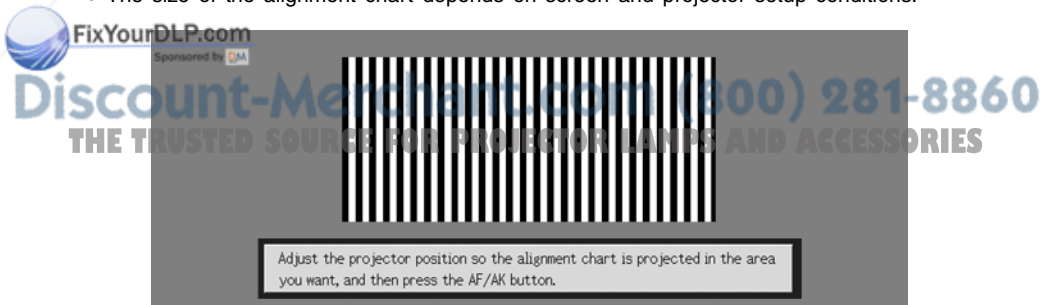 • The size of the alignment chart depends on screen and projector setup conditions.
FixYourDLP.com
Sponsored by DM
Discount-Merchant.com (800) 281-8860
THE TRUSTED SOURCE FOR PROJECTOR LAMPS AND ACCESSORIES
Adjust the projector position so the alignment chart is projected in the area
you want, and then press the AF/AK button.